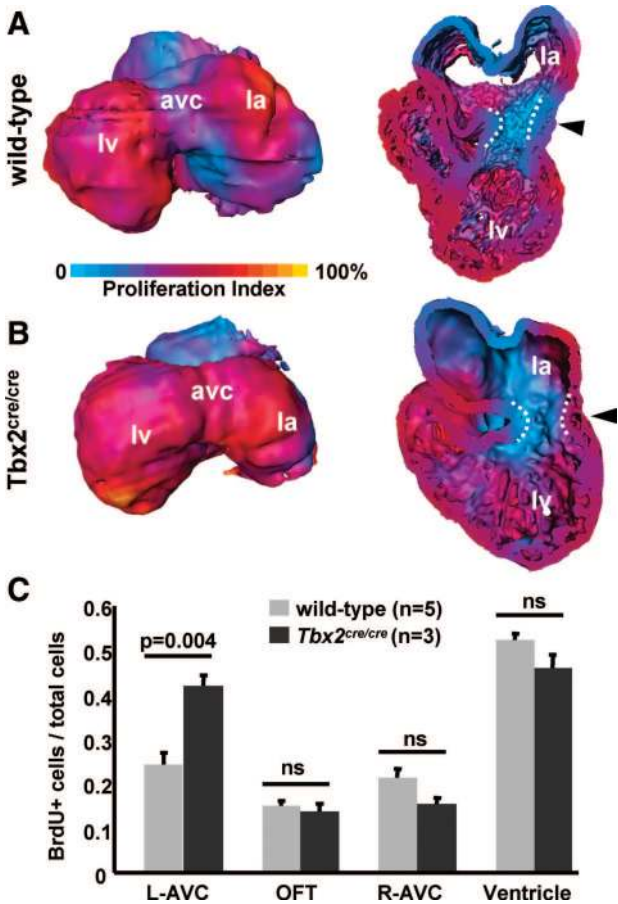 A
wild-type
avc
la
lv
la
lv
0 100%
Proliferation Index
B
Tbx2cre/cre
avc
lv
la
la
lv
C
BrdU+ cells / total cells
0.6
0.5
0.4
0.3
0.2
0.1
0
wild-type (n=5)
Tbx2cre/cre (n=3)
p=0.004
ns
ns
ns
L-AVC OFT R-AVC Ventricle